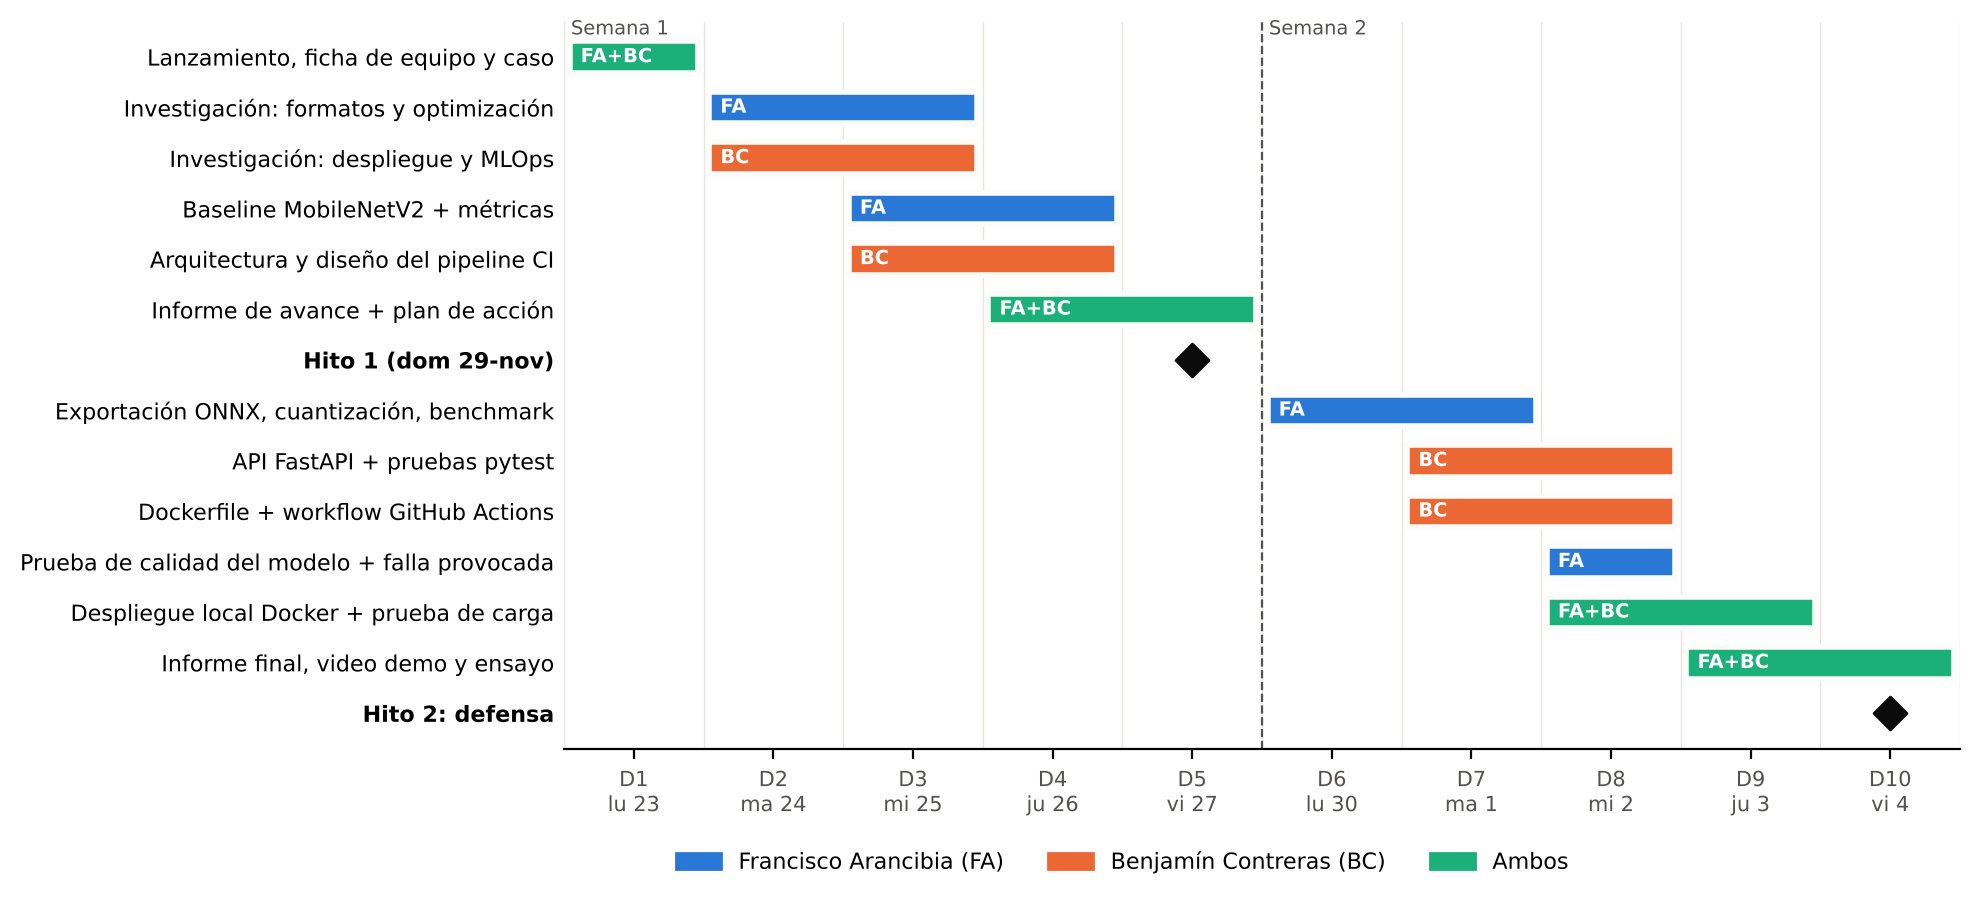 Semana 1
Semana 2
Lanzamiento, ficha de equipo y caso
FA+BC
Investigación: formatos y optimización
FA
Investigación: despliegue y MLOps
BC
Baseline MobileNetV2 + métricas
FA
Arquitectura y diseño del pipeline CI
BC
Informe de avance + plan de acción
FA+BC
Hito 1 (dom 29-nov)
Exportación ONNX, cuantización, benchmark
FA
API FastAPI + pruebas pytest
BC
Dockerfile + workflow GitHub Actions
BC
Prueba de calidad del modelo + falla provocada
FA
Despliegue local Docker + prueba de carga
FA+BC
Informe final, video demo y ensayo
FA+BC
Hito 2: defensa
D1
lu 23
D2
ma 24
D3
mi 25
D4
ju 26
D5
vi 27
D6
lu 30
D7
ma 1
D8
mi 2
D9
ju 3
D10
vi 4
Francisco Arancibia (FA)
Benjamín Contreras (BC)
Ambos